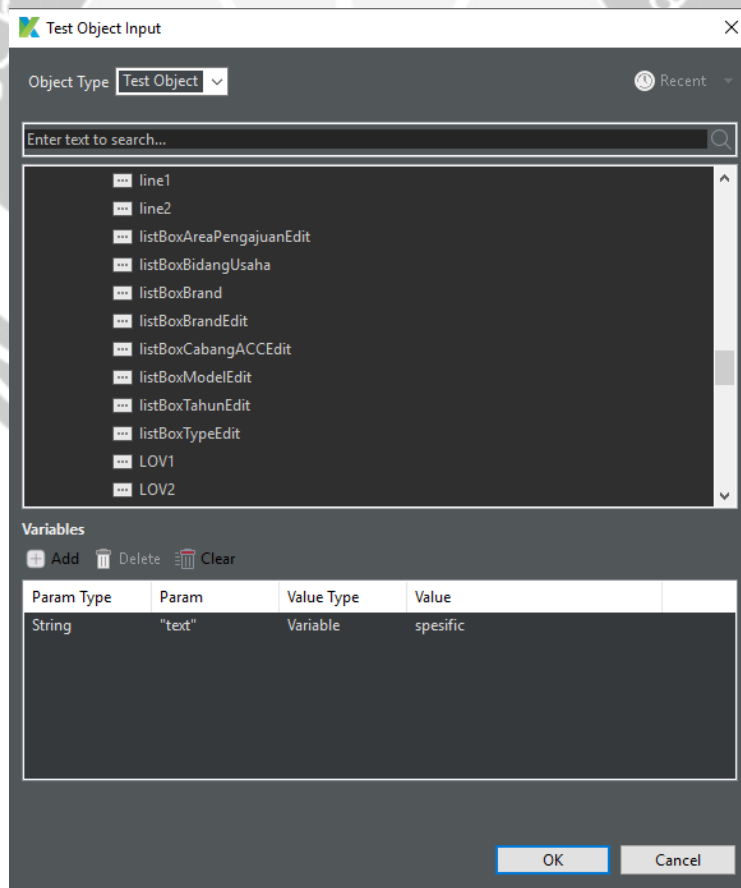 Test Object Input
Object Type Test Object Recent
Enter text to search...
line1
line2
listBoxAreaPengajuanEdit
listBoxBidangUsaha
listBoxBrand
listBoxBrandEdit
listBoxCabangACCEdit
listBoxModelEdit
listBoxTahunEdit
listBoxTypeEdit
LOV1
LOV2
Variables
Add Delete Clear
Param Type Param Value Type Value
String "text" Variable spesific
OK Cancel